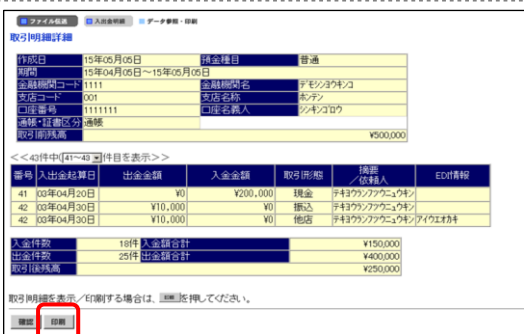 ファイル伝送 入出金明細 データ参照・印刷
取引明細詳細
作成日 15年05月05日 預金種目 普通
期間 15年04月05日～15年05月05日
金融機関コード 1111 金融機関名 デモシンヨウキンコ
支店コード 001 支店名称 ホンテン
口座番号 1111111 口座名義人 シンキンゴロウ
通帳・証書区分 通帳
取引前残高 ¥500,000
<<43件中(41～43件目を表示>>
番号 入出金起算日 出金金額 入金金額 取引形態 摘要／依頼人 EDI情報
41 03年04月20日 ¥0 ¥200,000 現金 テキヨウランフツウニュウキン
42 03年04月30日 ¥10,000 ¥0 振込 テキヨウランフツウニュウキン
42 03年04月30日 ¥10,000 ¥0 他店 テキヨウランフツウニュウキン アイウエオカキ
入金件数 18件 入金額合計 ¥150,000
出金件数 25件 出金額合計 ¥400,000
取引後残高 ¥250,000
取引明細を表示／印刷する場合は、印刷を押してください。
確認 印刷